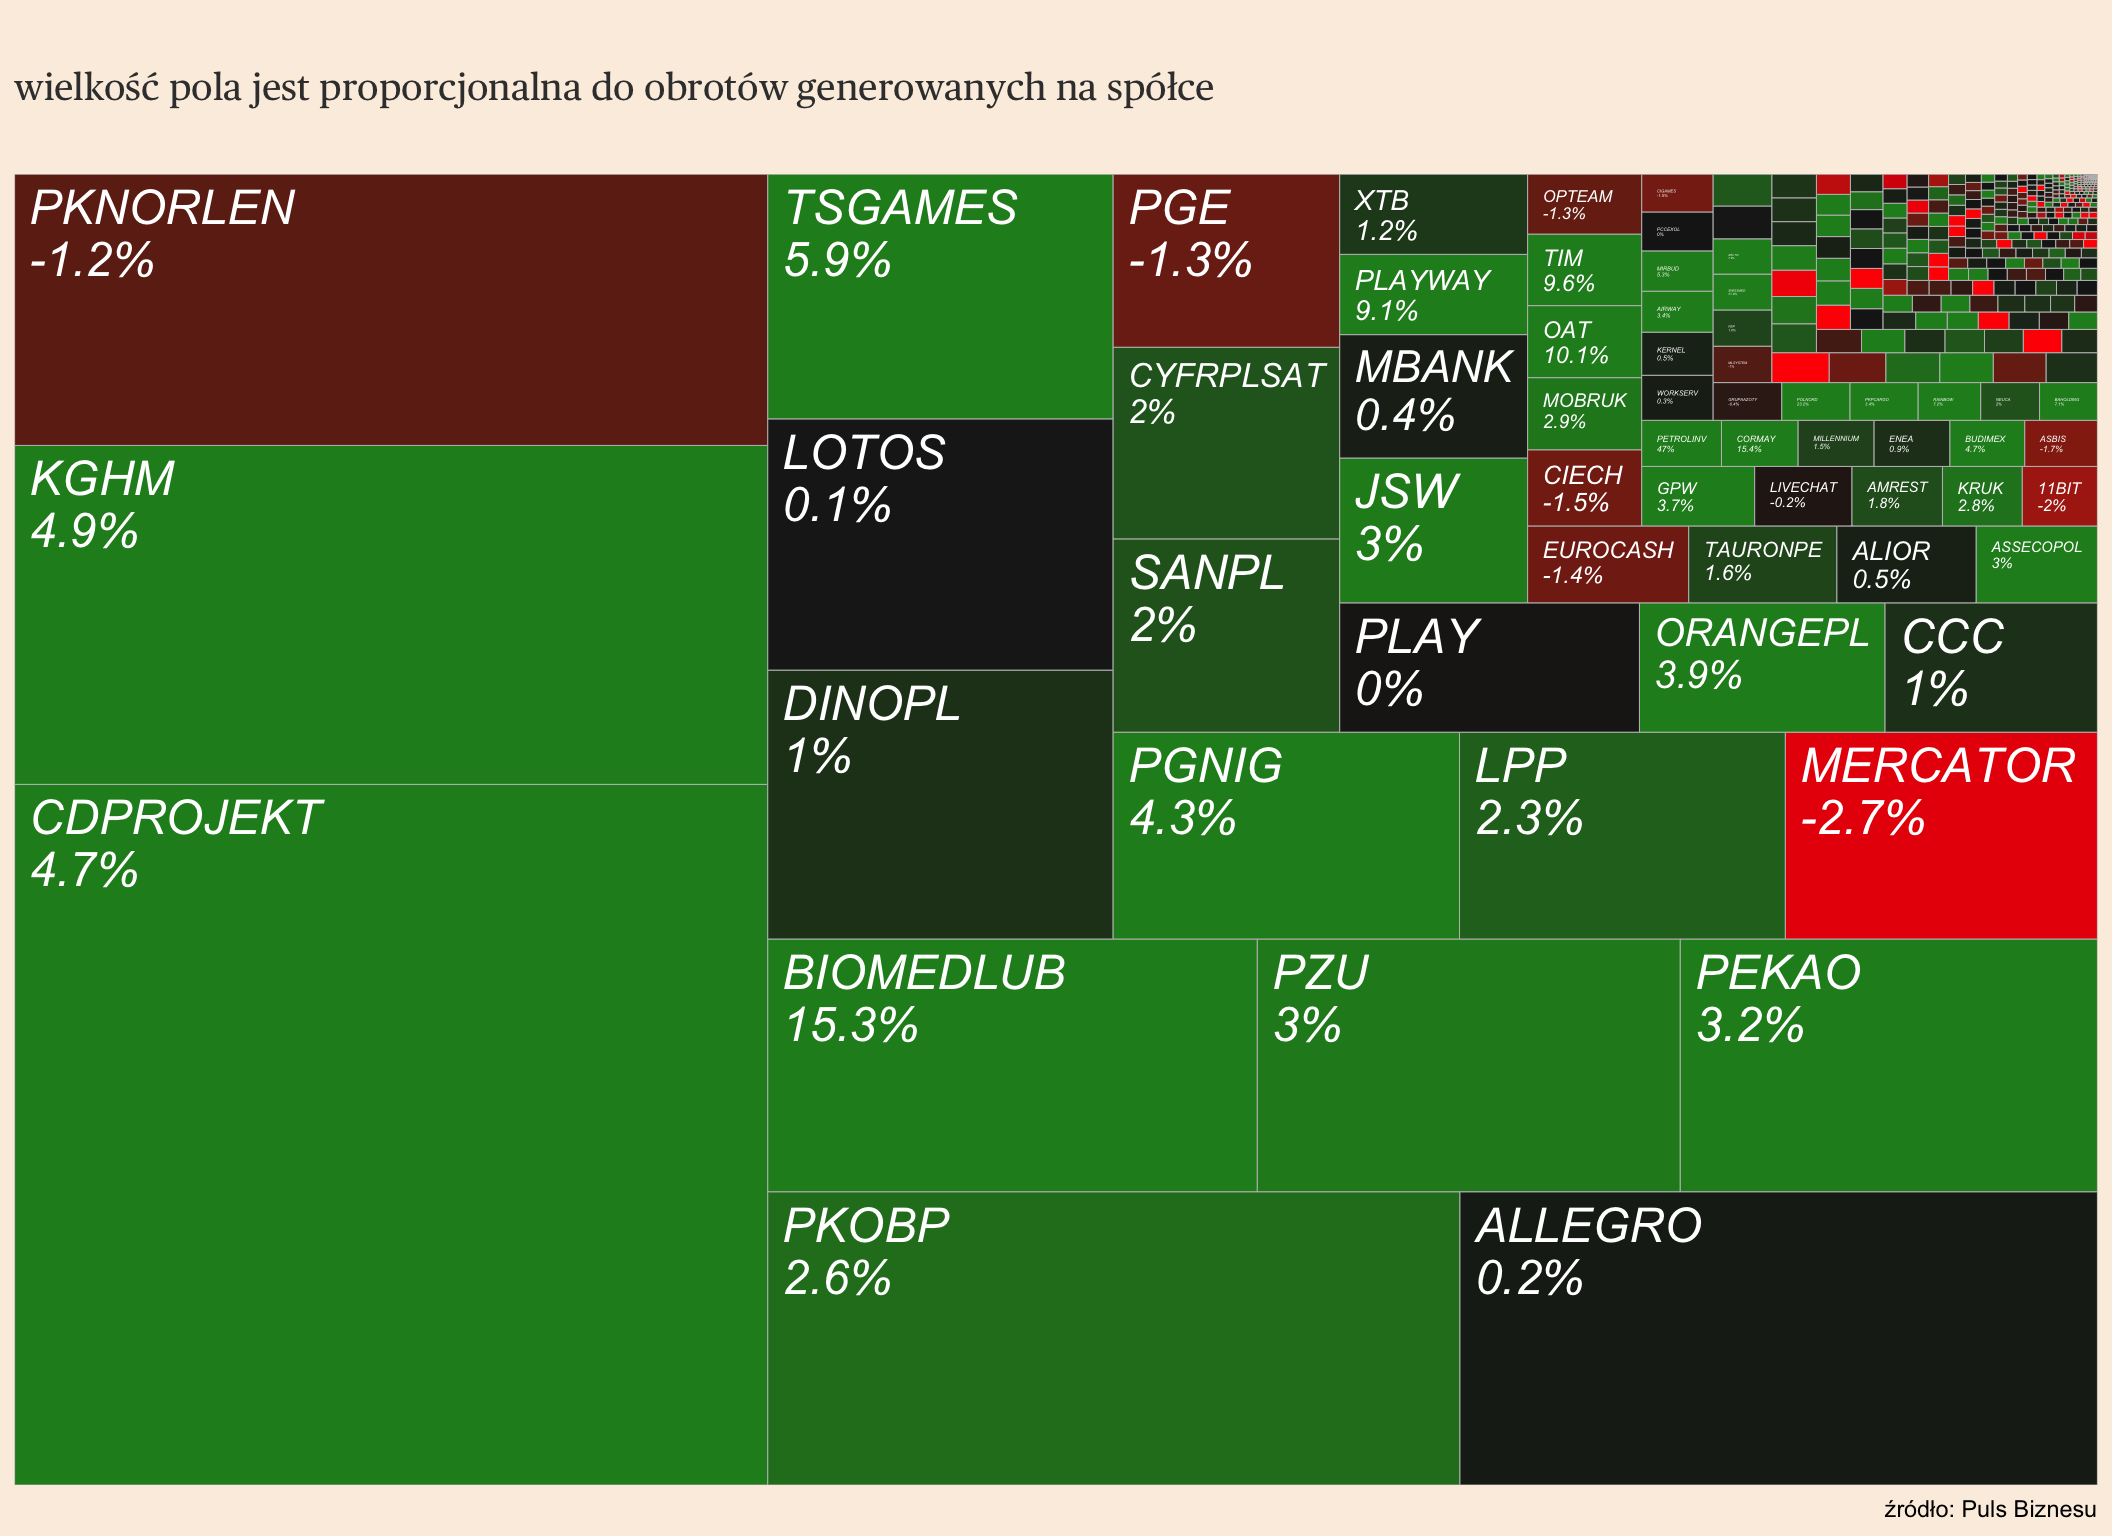 wielkość pola jest proporcjonalna do obrotów generowanych na spółce
PKNORLEN
-1.2%
KGHM
4.9%
CDPROJEKT
4.7%
TSGAMES
5.9%
LOTOS
0.1%
DINOPL
1%
BIOMEDLUB
15.3%
PZU
3%
PEKAO
3.2%
PKOBP
2.6%
ALLEGRO
0.2%
PGE
-1.3%
CYFRPLSAT
2%
SANPL
2%
PGNIG
4.3%
LPP
2.3%
MERCATOR
-2.7%
XTB
1.2%
PLAYWAY
9.1%
MBANK
0.4%
JSW
3%
PLAY
0%
ORANGEPL
3.9%
CCC
1%
OPTEAM
-1.3%
TIM
9.6%
OAT
10.1%
MOBRUK
2.9%
CIECH
-1.5%
EUROCASH
-1.4%
TAURONPE
1.6%
ALIOR
0.5%
ASSECOPOL
3%
GPW
3.7%
LIVECHAT
-0.2%
AMREST
1.8%
KRUK
2.8%
11BIT
-2%
PETROLINV
47%
CORMAY
15.4%
MILLENNIUM
1.5%
ENEA
0.9%
BUDIMEX
4.7%
ASBIS
-1.7%
MIRBUD
5.3%
AIRWAY
3.4%
KERNEL
0.5%
WORKSERV
0.3%
źródło: Puls Biznesu